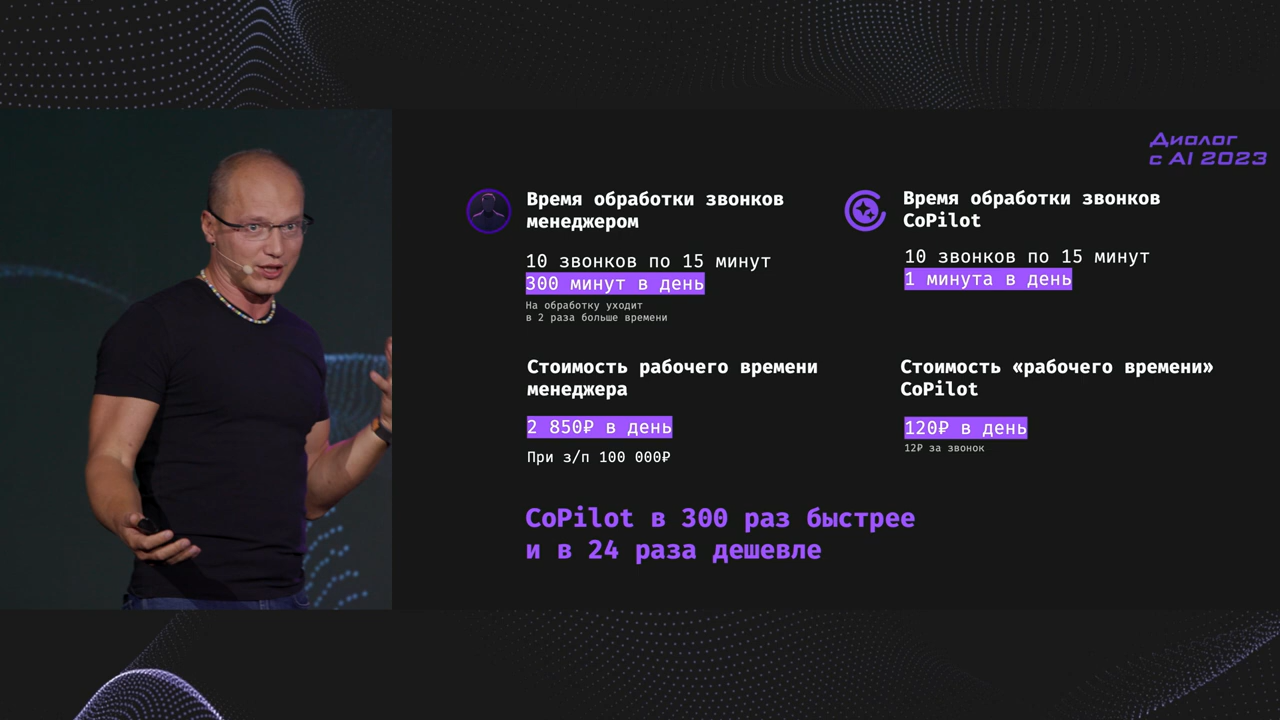 Диалог
с AI 2023
Время обработки звонков
менеджером
10 звонков по 15 минут
300 минут в день
На обработку уходит
в 2 раза больше времени
Время обработки звонков
CoPilot
10 звонков по 15 минут
1 минута в день
Стоимость рабочего времени
менеджера
2 850₽ в день
При з/п 100 000₽
Стоимость «рабочего времени»
CoPilot
120₽ в день
12₽ за звонок
CoPilot в 300 раз быстрее
и в 24 раза дешевле